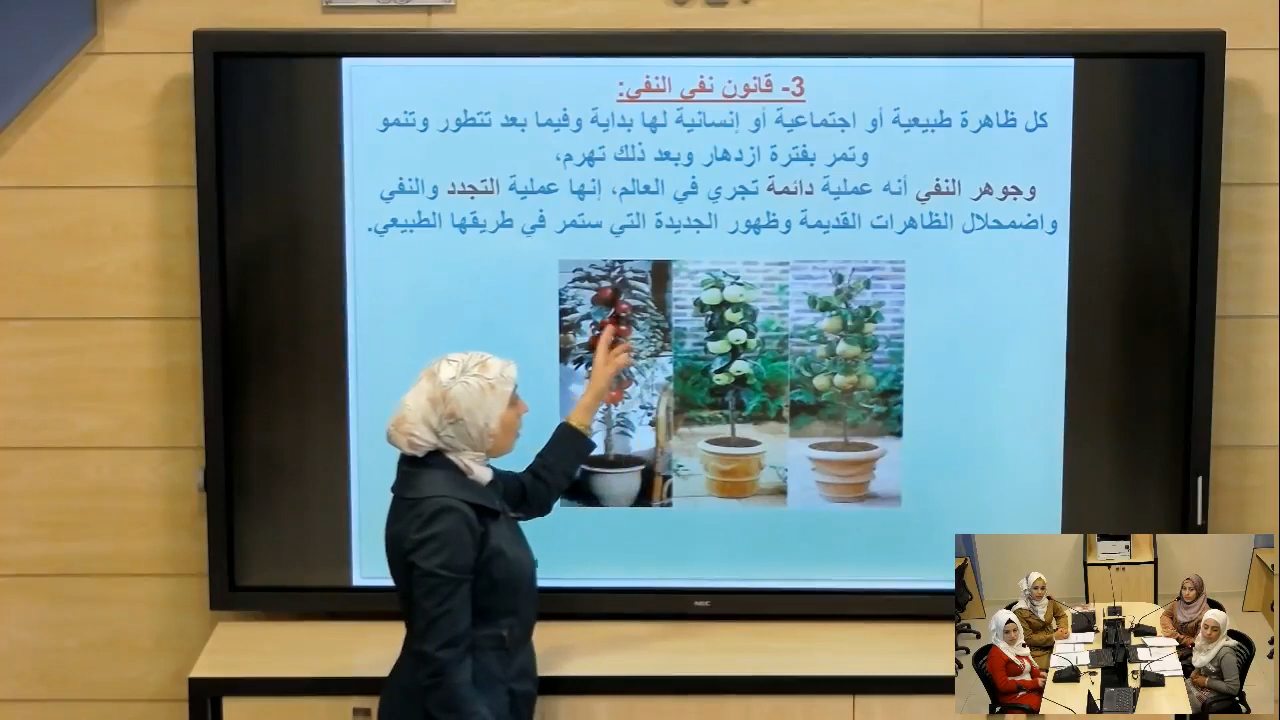 3- قانون نفي النفي:
كل ظاهرة طبيعية أو اجتماعية أو إنسانية لها بداية وفيما بعد تتطور وتنمو
وتمر بفترة ازدهار وبعد ذلك تهرم،
وجوهر النفي أنه عملية دائمة تجري في العالم، إنها عملية التجدد والنفي
واضمحلال الظاهرات القديمة وظهور الجديدة التي ستمر في طريقها الطبيعي.
NEC